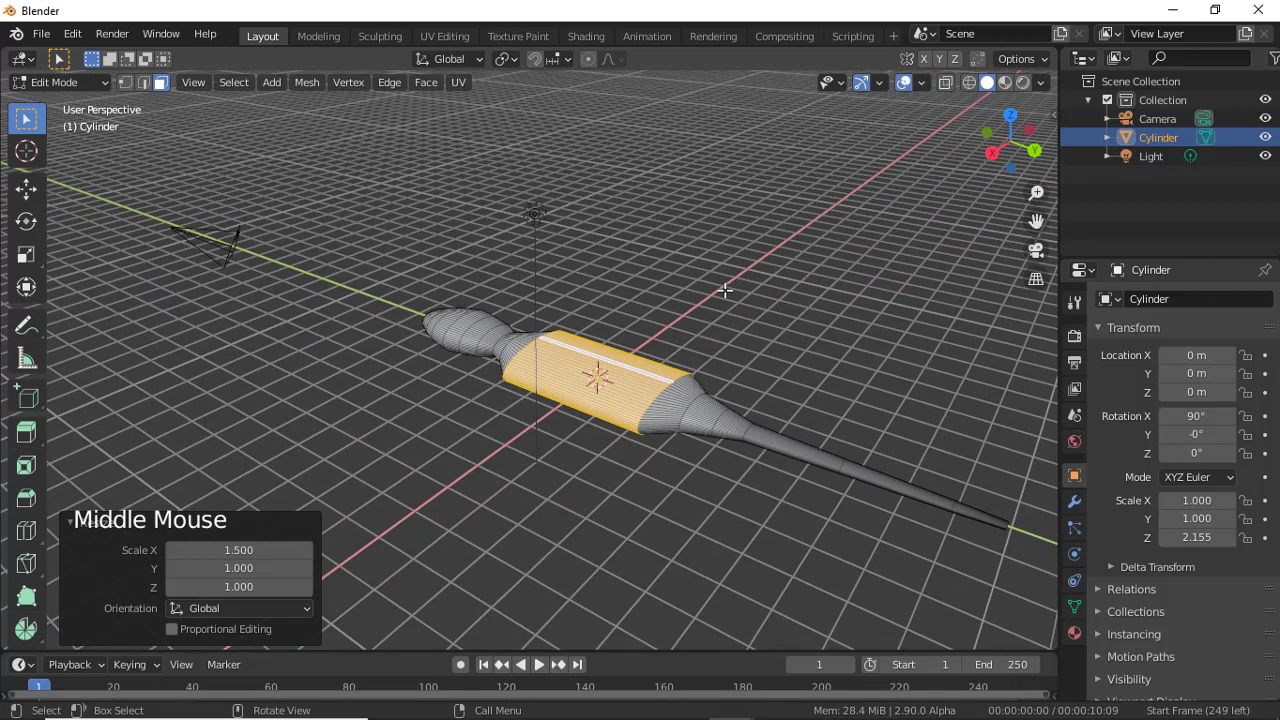 Blender
File Edit Render Window Help Layout Modeling Sculpting UV Editing Texture Paint Shading Animation Rendering Compositing Scripting + Scene View Layer
Global X Y Z Options
Edit Mode View Select Add Mesh Vertex Edge Face UV
User Perspective
(1) Cylinder
Z
X
Y
Scene Collection
Collection
Camera
Cylinder
Light
Cylinder
Cylinder
Transform
Location X 0 m
Y 0 m
Z 0 m
Rotation X 90°
Y -0°
Z 0°
Mode XYZ Euler
Scale X 1.000
Y 1.000
Z 2.155
Delta Transform
Relations
Collections
Instancing
Motion Paths
Visibility
Middle Mouse
Scale X 1.500
Y 1.000
Z 1.000
Orientation Global
Proportional Editing
Playback Keying View Marker 1 Start 1 End 250
1 20 40 60 80 100 120 140 160 180 200 220 240
Select Box Select Rotate View Call Menu Mem: 28.4 MiB | 2.90.0 Alpha 00:00:00:00 / 00:00:10:09 Start Frame (249 left)